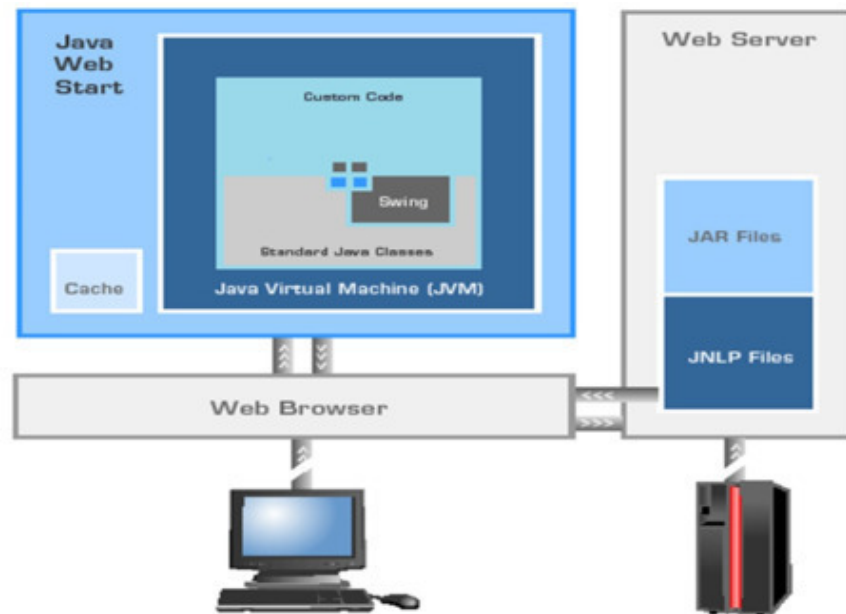 Java
Web
Start
Custom Code
Swing
Standard Java Classes
Cache
Java Virtual Machine (JVM)
Web Server
JAR Files
JNLP Files
Web Browser